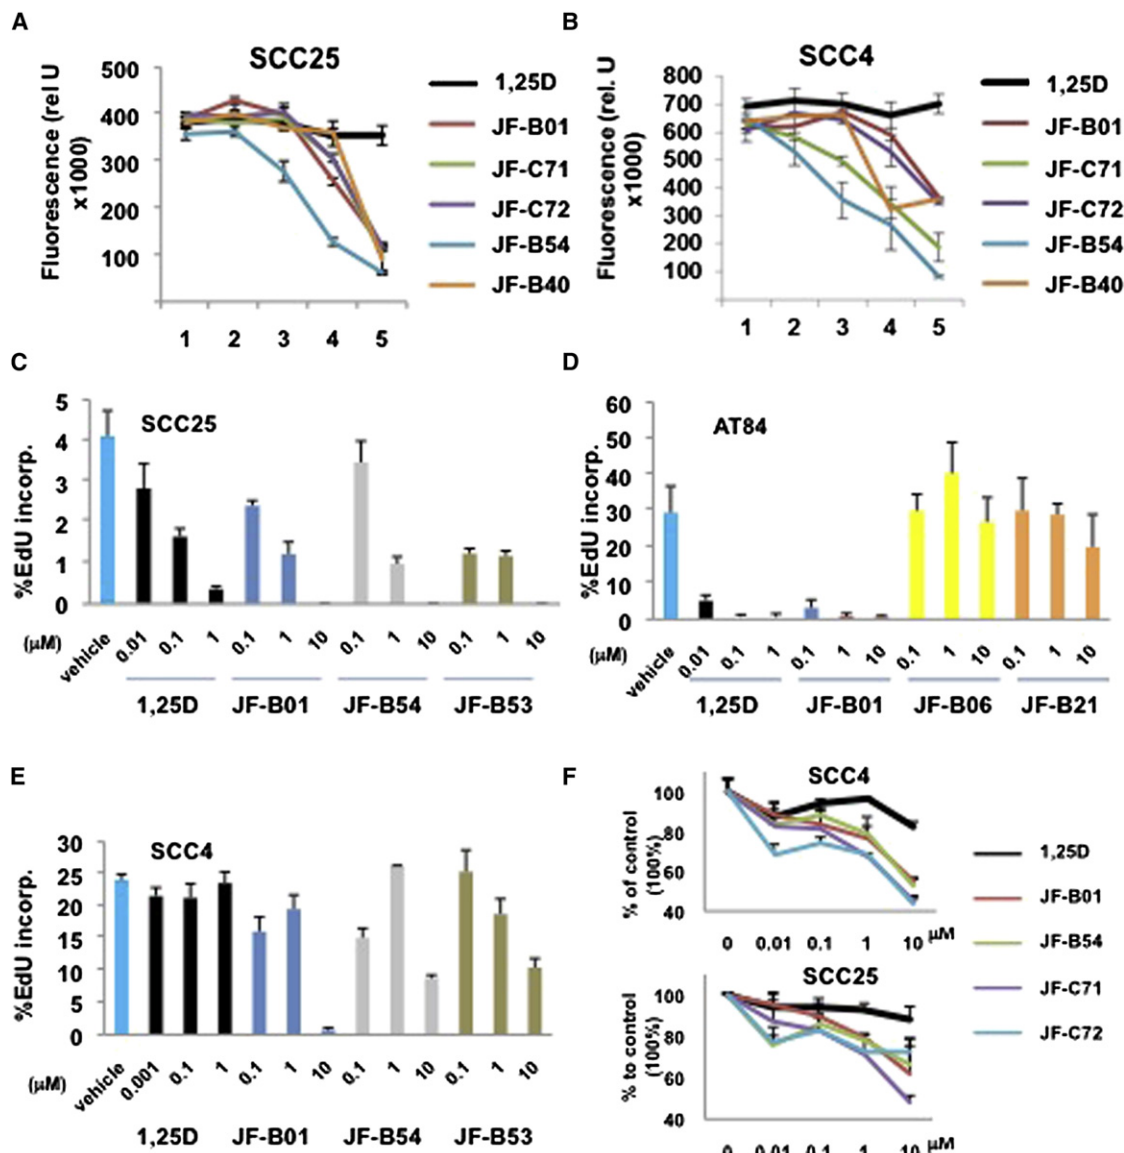 A
SCC25
Fluorescence (rel U
x1000)
500
400
300
200
100
1 2 3 4 5
1,25D
JF-B01
JF-C71
JF-C72
JF-B54
JF-B40
B
SCC4
Fluorescence (rel. U
x1000)
800
700
600
500
400
300
200
100
1 2 3 4 5
1,25D
JF-B01
JF-C71
JF-C72
JF-B54
JF-B40
C
SCC25
%EdU incorp.
5
4
3
2
1
0
(μM) vehicle 0.01 0.1 1 0.1 1 10 0.1 1 10 0.1 1 10
1,25D JF-B01 JF-B54 JF-B53
D
AT84
%EdU incorp.
60
50
40
30
20
10
0
(μM) vehicle 0.01 0.1 1 0.1 1 10 0.1 1 10 0.1 1 10
1,25D JF-B01 JF-B06 JF-B21
E
SCC4
%EdU incorp.
30
25
20
15
10
5
0
(μM) vehicle 0.001 0.1 1 0.1 1 10 0.1 1 10 0.1 1 10
1,25D JF-B01 JF-B54 JF-B53
F
SCC4
% of control
(100%)
100
80
60
40
0 0.01 0.1 1 10 μM
SCC25
% to control
(100%)
100
80
60
40
0 0.01 0.1 1 10 μM
1,25D
JF-B01
JF-B54
JF-C71
JF-C72